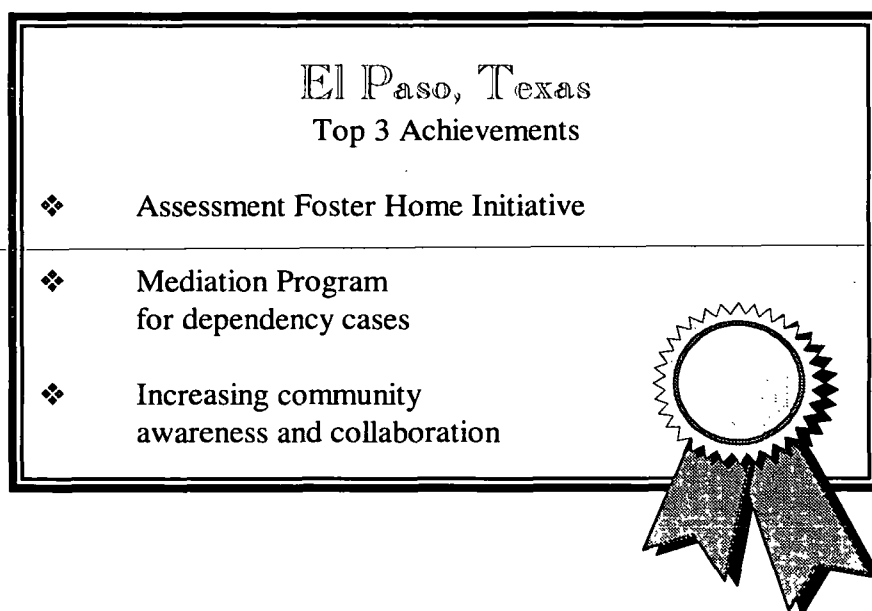 El Paso, Texas
Top 3 Achievements
❖ Assessment Foster Home Initiative
❖ Mediation Program
for dependency cases
❖ Increasing community
awareness and collaboration